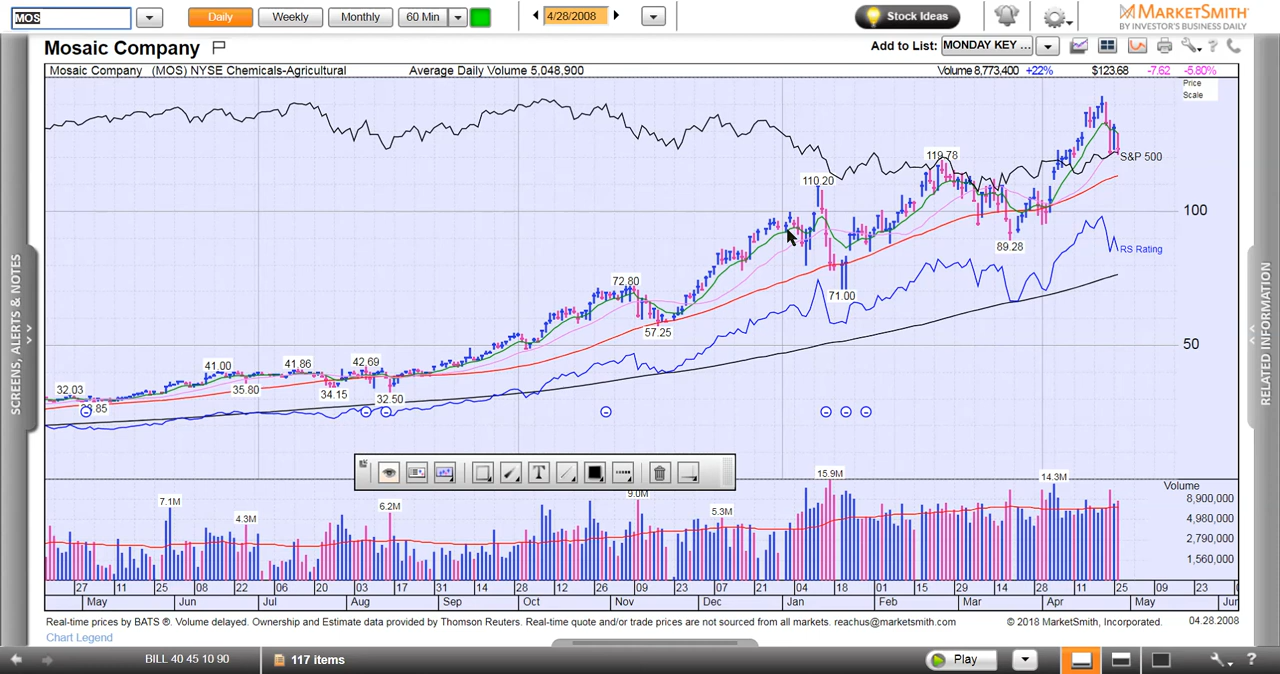 MOS
Daily
Weekly
Monthly
60 Min
4/28/2008
Stock Ideas
MARKETSMITH
BY INVESTOR'S BUSINESS DAILY
Mosaic Company
Add to List: MONDAY KEY ...
Mosaic Company (MOS) NYSE Chemicals-Agricultural
Average Daily Volume 5,048,900
Volume 8,773,400 +22% $123.68 -7.62 -5.80%
Price
Scale
S&P 500
119.78
110.20
100
89.28
RS Rating
72.80
71.00
57.25
50
41.00
41.86
42.69
32.03
35.80
34.15
32.50
SCREENS, ALERTS & NOTES
RELATED INFORMATION
T
Volume
15.9M
14.3M
9.0M
7.1M
6.2M
5.3M
4.3M
8,900,000
4,980,000
2,790,000
1,560,000
27 11 25 08 22 06 20 03 17 31 14 28 12 26 09 23 07 21 04 18 01 15 29 14 28 11 25 09 23
May Jun Jul Aug Sep Oct Nov Dec Jan Feb Mar Apr May Jun
Real-time prices by BATS ®. Volume delayed. Ownership and Estimate data provided by Thomson Reuters. Real-time quote and/or trade prices are not sourced from all markets. reachus@marketsmith.com
© 2018 MarketSmith, Incorporated.
04.28.2008
Chart Legend
BILL 40 45 10 90
117 items
Play